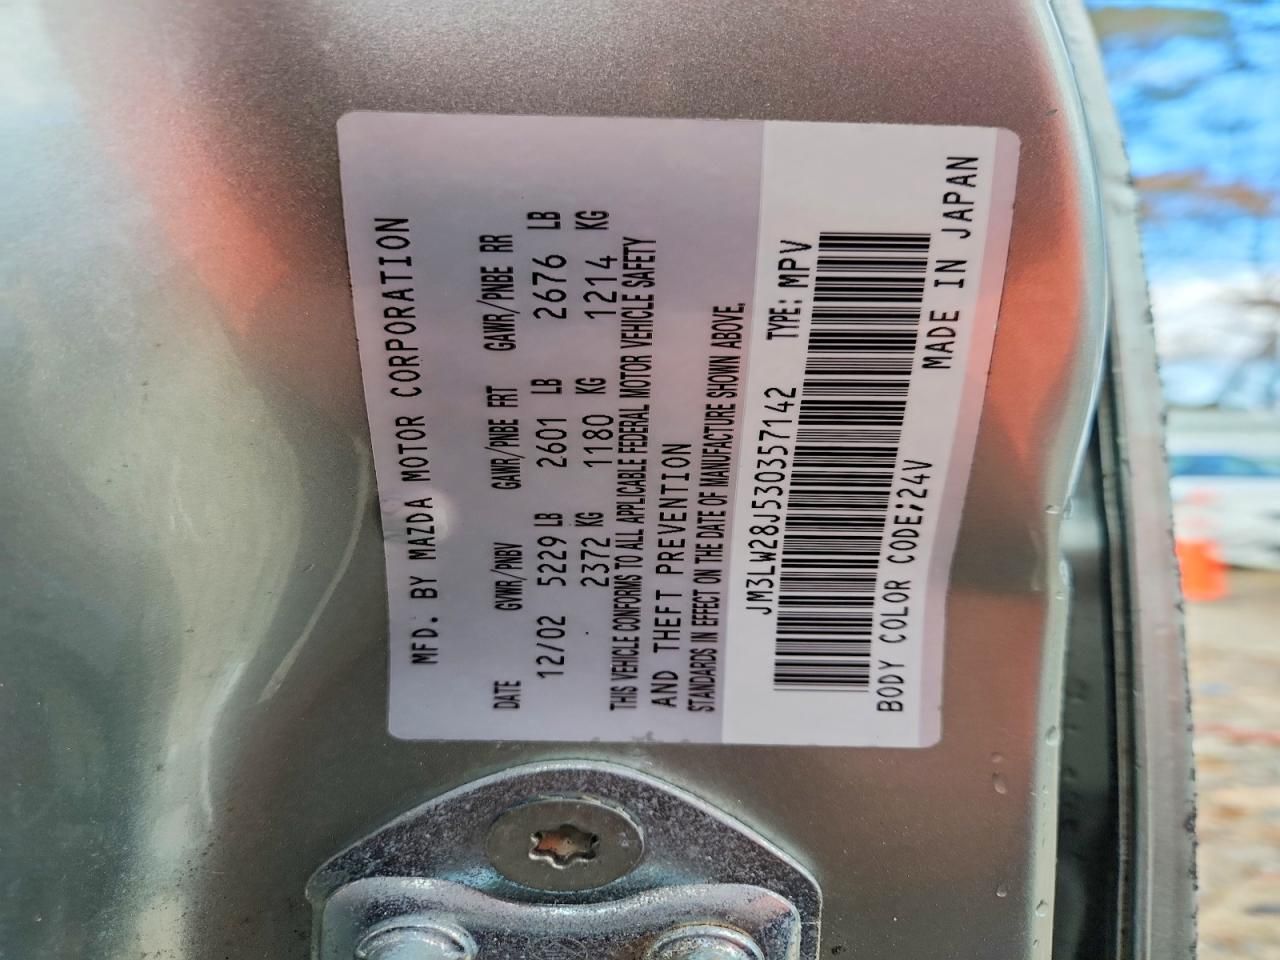 MFD. BY MAZDA MOTOR CORPORATION
DATE GVWR/PNBV GAWR/PNBE FRT GAWR/PNBE RR
12/02 5229 LB 2601 LB 2676 LB
2372 KG 1180 KG 1214 KG
THIS VEHICLE CONFORMS TO ALL APPLICABLE FEDERAL MOTOR VEHICLE SAFETY
AND THEFT PREVENTION
STANDARDS IN EFFECT ON THE DATE OF MANUFACTURE SHOWN ABOVE.
JM3LW28J530357142 TYPE: MPV
BODY COLOR CODE;24V MADE IN JAPAN